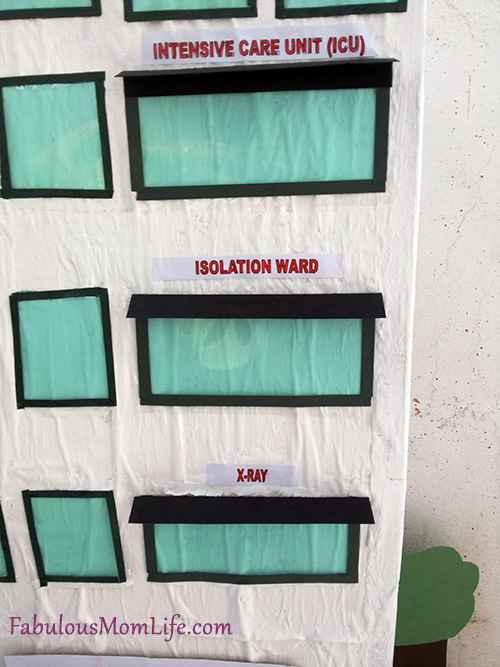 INTENSIVE CARE UNIT (ICU)
ISOLATION WARD
X-RAY
FabulousMomLife.com